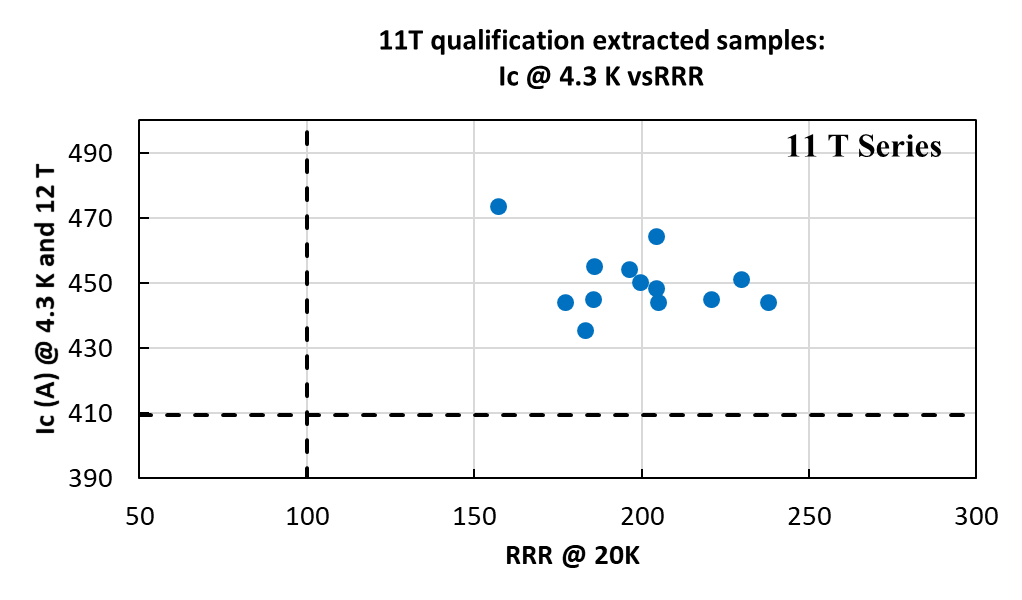 11T qualification extracted samples:
Ic @ 4.3 K vsRRR
11 T Series
Ic (A) @ 4.3 K and 12 T
490
470
450
430
410
390
50 100 150 200 250 300
RRR @ 20K